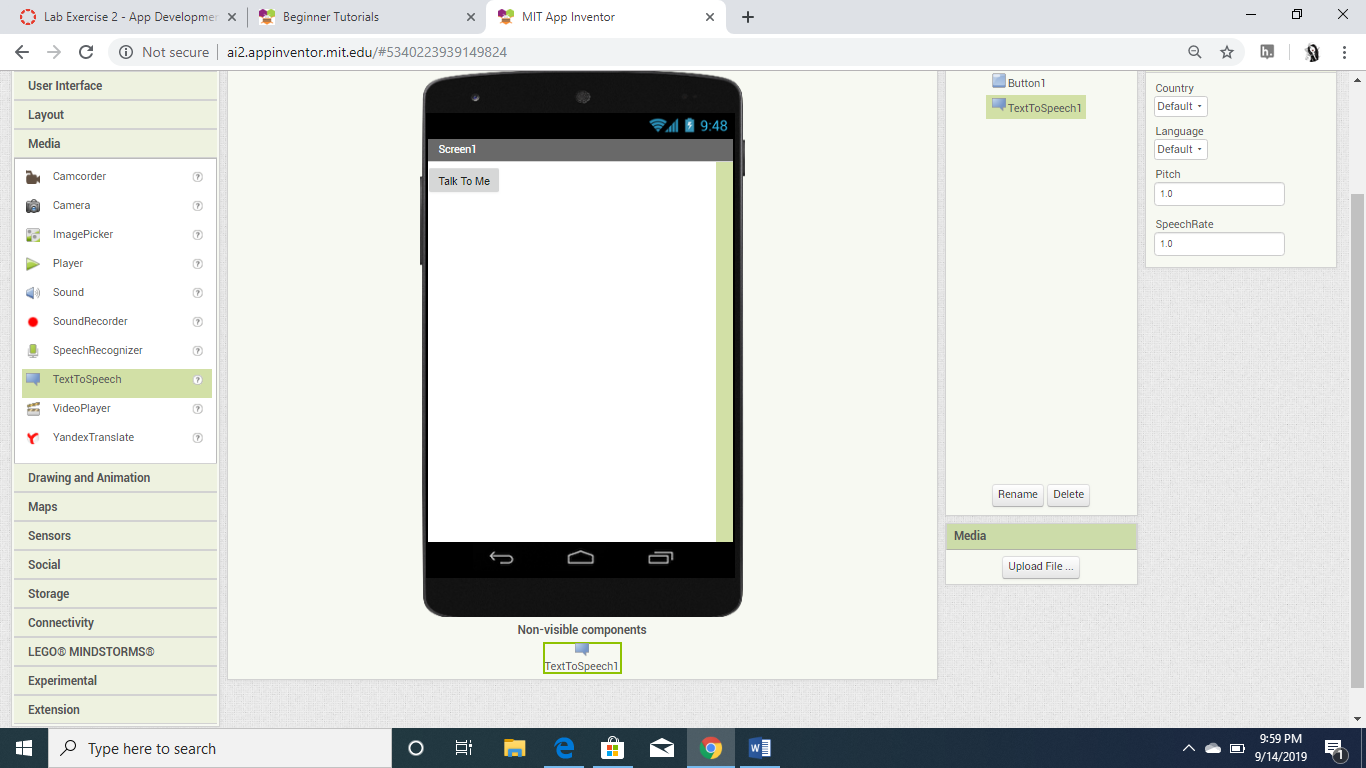 Lab Exercise 2 - App Developme
Beginner Tutorials
MIT App Inventor
Not secure
ai2.appinventor.mit.edu/#5340223939149824
h.
User Interface
Layout
Media
Camcorder
?
Camera
?
ImagePicker
?
Player
?
Sound
?
SoundRecorder
?
SpeechRecognizer
?
TextToSpeech
?
VideoPlayer
?
YandexTranslate
?
Drawing and Animation
Maps
Sensors
Social
Storage
Connectivity
LEGO® MINDSTORMS®
Experimental
Extension
9:48
Screen1
Talk To Me
Non-visible components
TextToSpeech1
Button1
TextToSpeech1
Rename
Delete
Media
Upload File ...
Country
Default
Language
Default
Pitch
1.0
SpeechRate
1.0
Type here to search
9:59 PM
9/14/2019
1